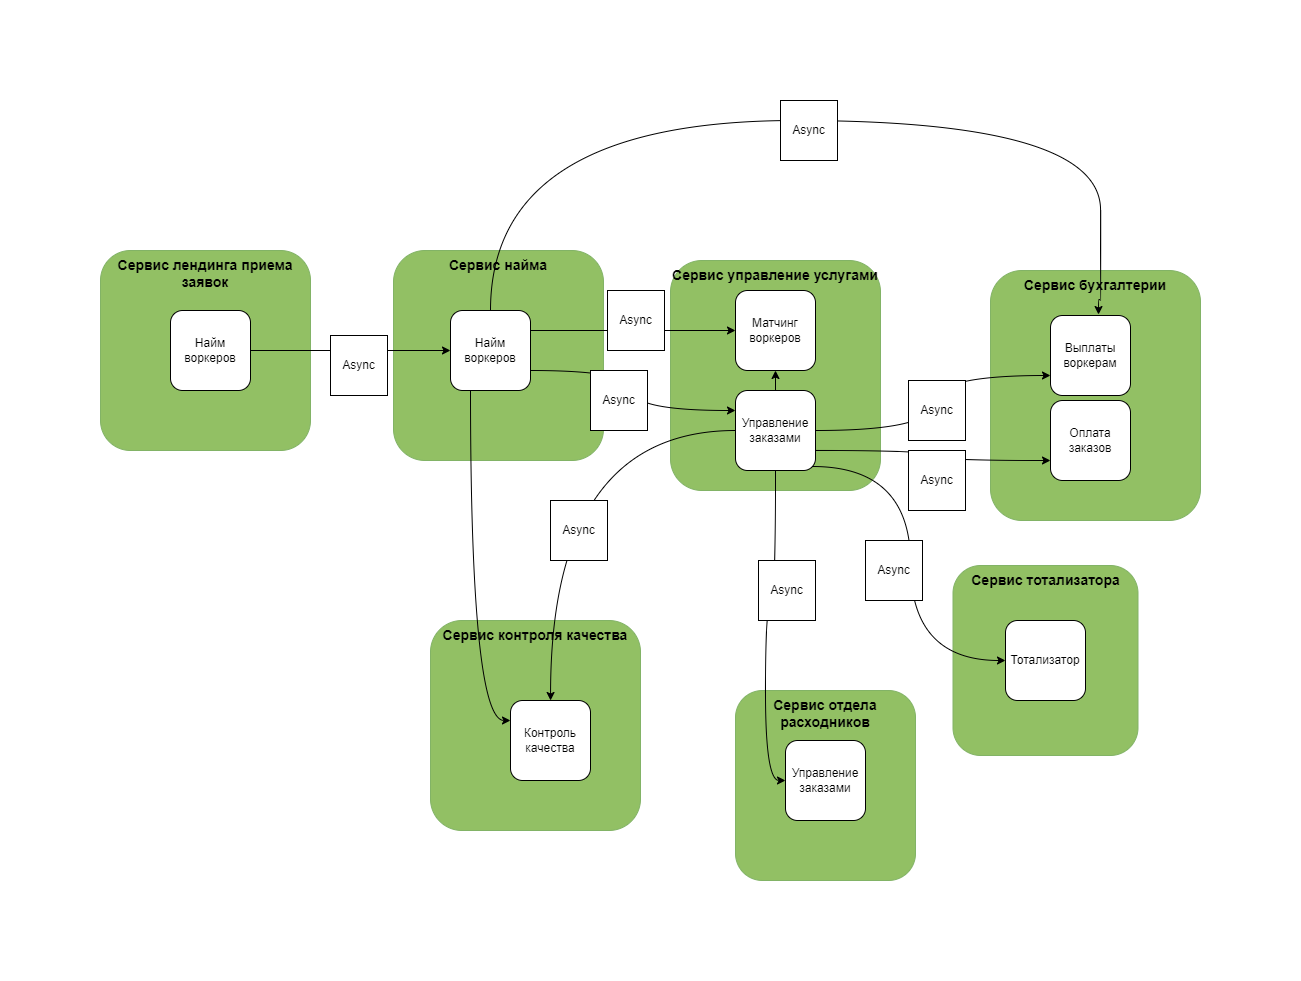 Async
Сервис лендинга приема
заявок
Найм
воркеров
Async
Сервис найма
Найм
воркеров
Async
Async
Сервис управление услугами
Матчинг
воркеров
Управление
заказами
Async
Async
Сервис бухгалтерии
Выплаты
воркерам
Оплата
заказов
Async
Async
Async
Сервис тотализатора
Тотализатор
Сервис контроля качества
Контроль
качества
Сервис отдела
расходников
Управление
заказами